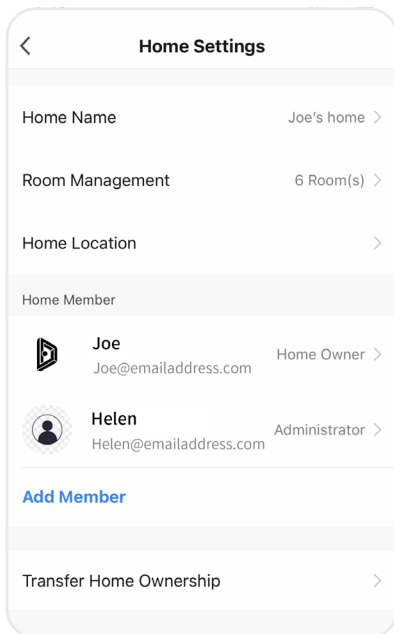 Home Settings
Home Name Joe's home
Room Management 6 Room(s)
Home Location
Home Member
Joe
Joe@emailaddress.com Home Owner
Helen
Helen@emailaddress.com Administrator
Add Member
Transfer Home Ownership